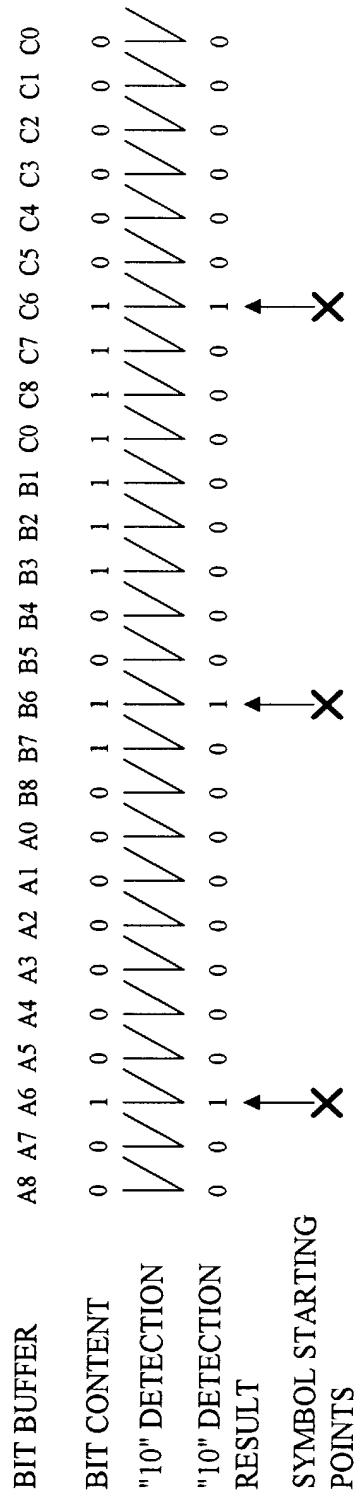 BIT BUFFER A8 A7 A6 A5 A4 A3 A2 A1 A0 B8 B7 B6 B5 B4 B3 B2 B1 C0 C8 C7 C6 C5 C4 C3 C2 C1 C0
BIT CONTENT 0 0 1 0 0 0 0 0 0 0 1 1 0 0 1 1 1 1 1 1 1 0 0 0 0 0 0
"10" DETECTION
"10" DETECTION 0 0 1 0 0 0 0 0 0 0 0 1 0 0 0 0 0 0 0 0 1 0 0 0 0 0 0
RESULT
SYMBOL STARTING
POINTS